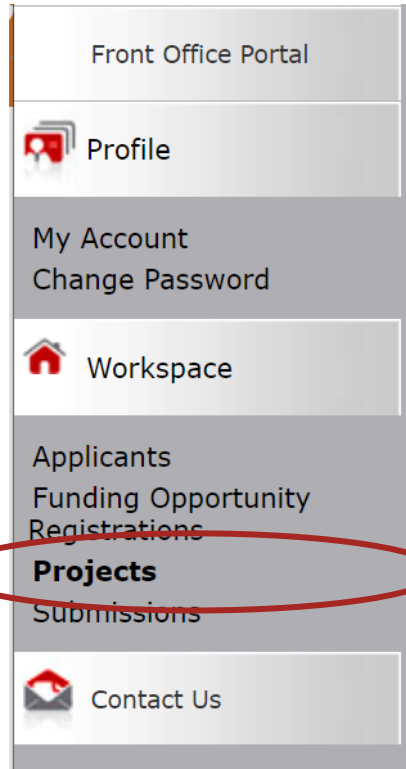 Front Office Portal
Profile
My Account
Change Password
Workspace
Applicants
Funding Opportunity
Registrations
Projects
Submissions
Contact Us